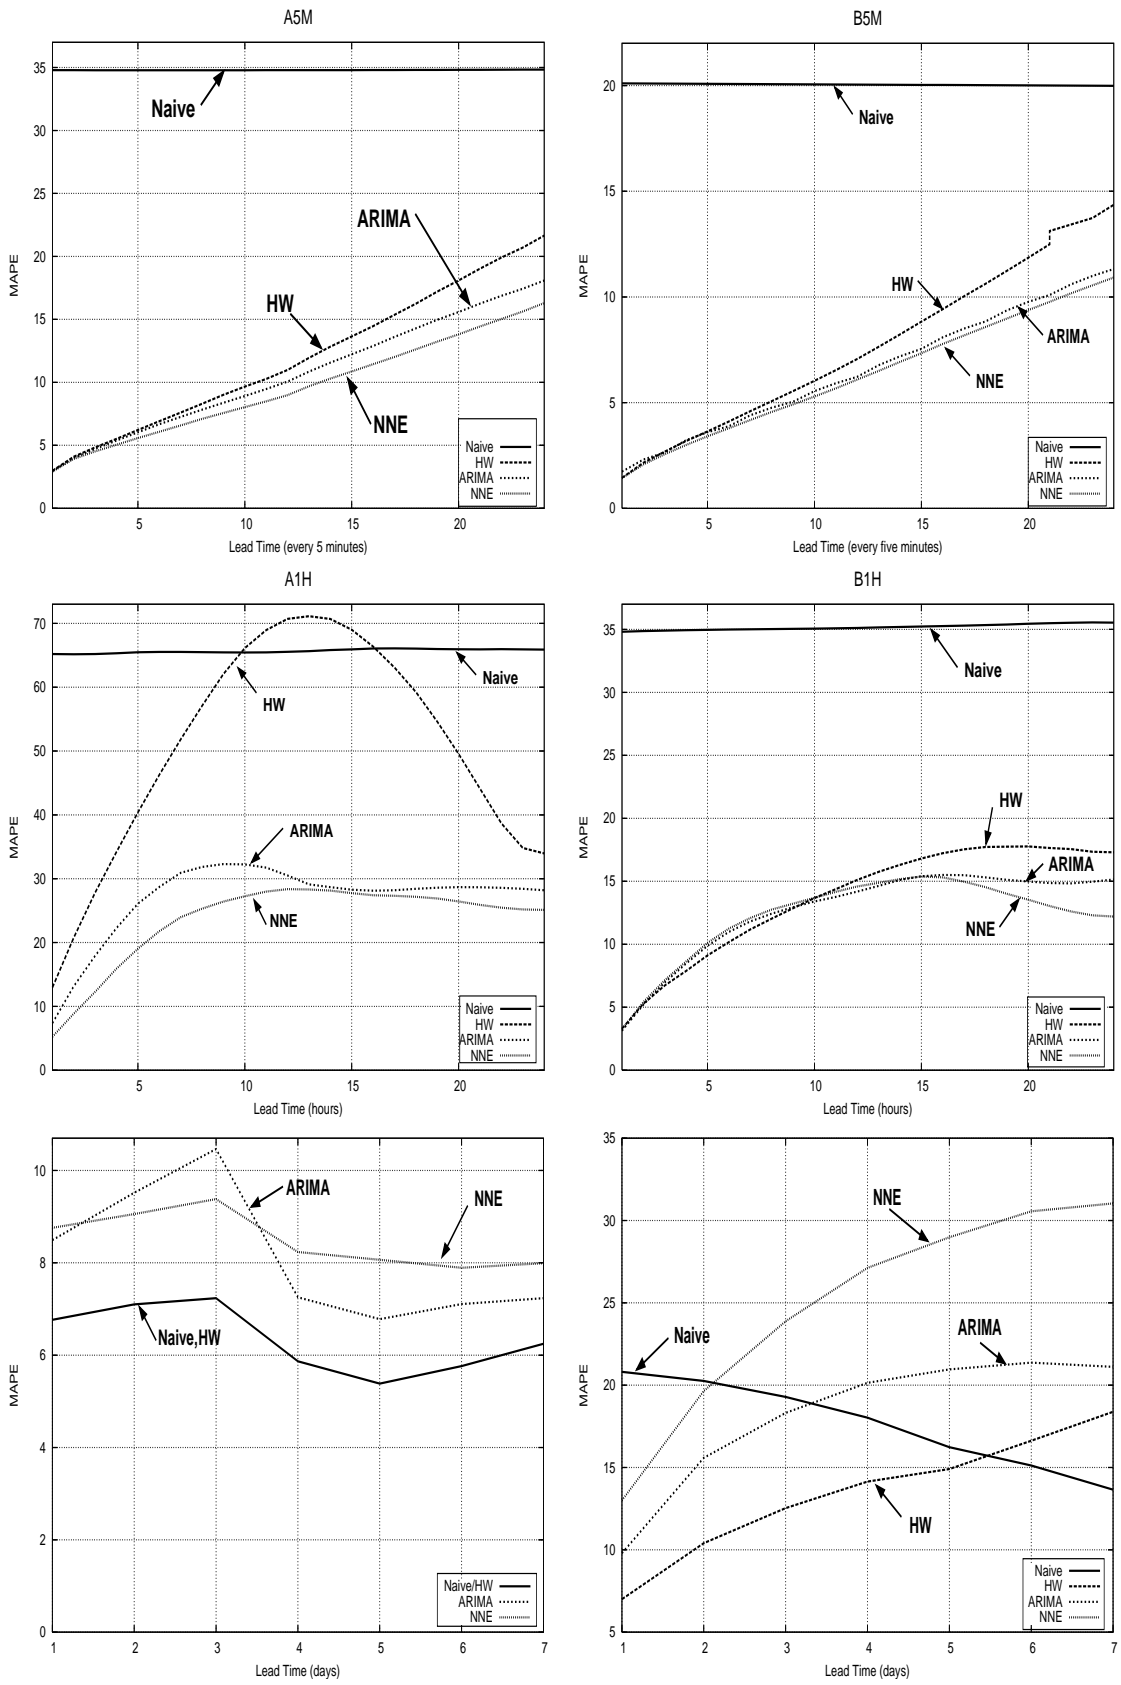 A5M
35
30
25
20
15
10
5
0
MAPE
Naive
ARIMA
HW
NNE
Naive
HW
ARIMA
NNE
5 10 15 20
Lead Time (every 5 minutes)
B5M
20
15
10
5
0
MAPE
Naive
HW
ARIMA
NNE
Naive
HW
ARIMA
NNE
5 10 15 20
Lead Time (every five minutes)
A1H
70
60
50
40
30
20
10
0
MAPE
Naive
HW
ARIMA
NNE
Naive
HW
ARIMA
NNE
5 10 15 20
Lead Time (hours)
B1H
35
30
25
20
15
10
5
0
MAPE
Naive
HW
ARIMA
NNE
Naive
HW
ARIMA
NNE
5 10 15 20
Lead Time (hours)
10
8
6
4
2
0
MAPE
ARIMA
NNE
Naive,HW
Naive/HW
ARIMA
NNE
1 2 3 4 5 6 7
Lead Time (days)
35
30
25
20
15
10
5
MAPE
NNE
Naive
ARIMA
HW
Naive
HW
ARIMA
NNE
1 2 3 4 5 6 7
Lead Time (days)